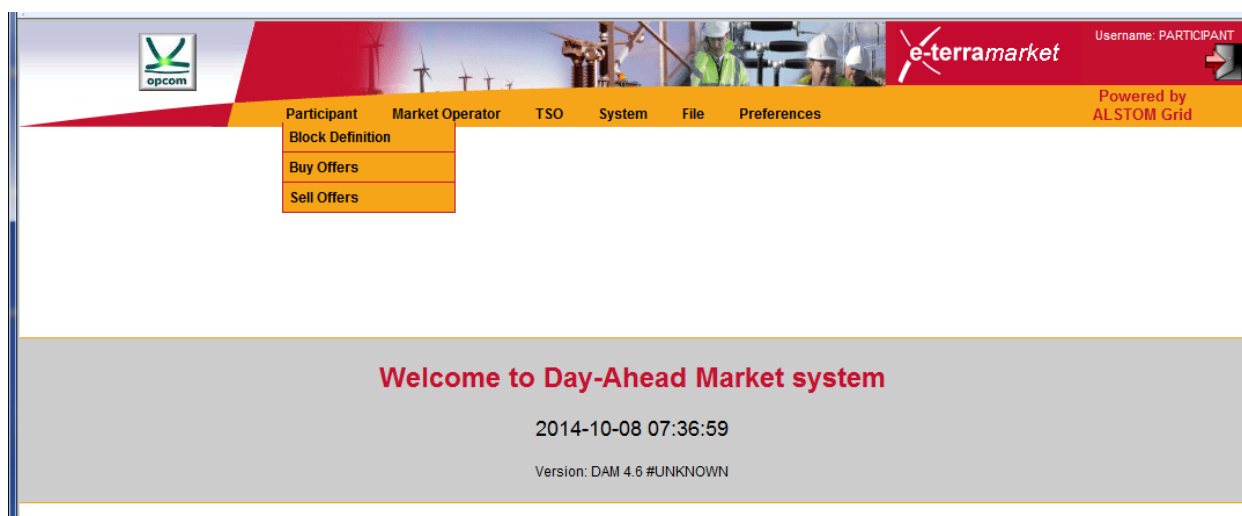 opcom
e-terramarket
Username: PARTICIPANT
Powered by
ALSTOM Grid
Participant Market Operator TSO System File Preferences
Block Definition
Buy Offers
Sell Offers
Welcome to Day-Ahead Market system
2014-10-08 07:36:59
Version: DAM 4.6 #UNKNOWN